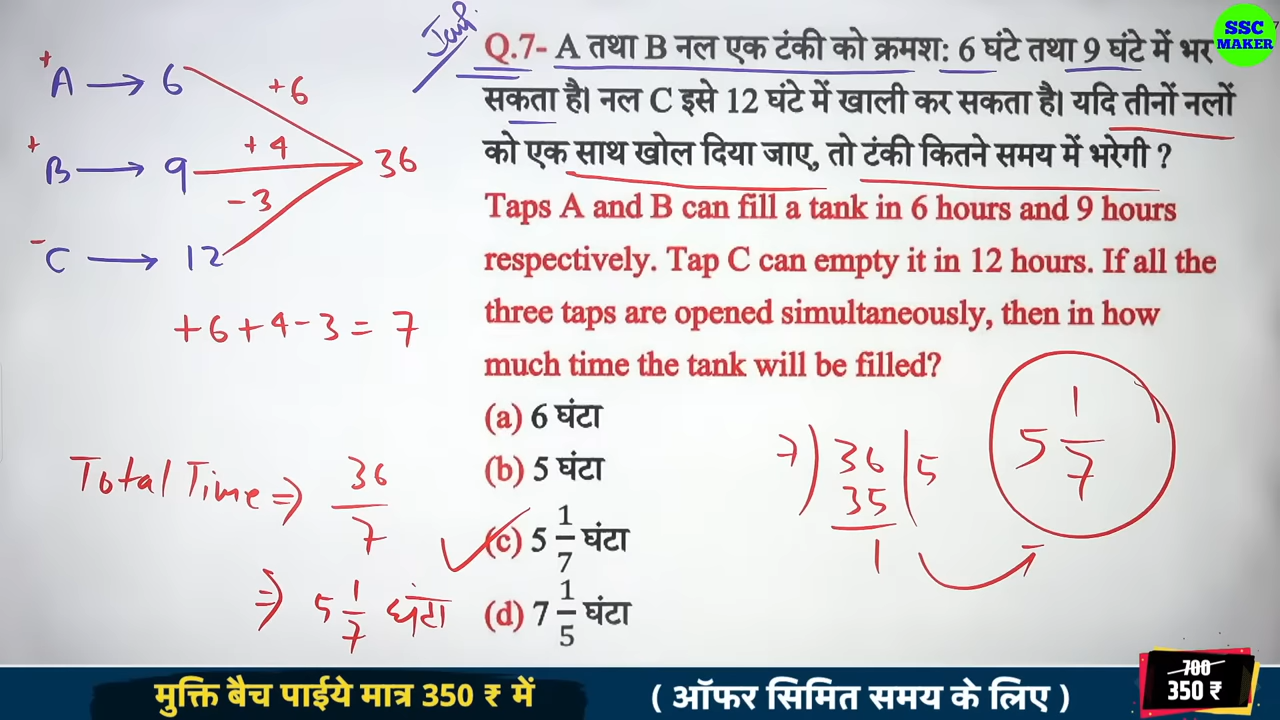 SSC
MAKER
Q.7- A तथा B नल एक टंकी को क्रमश: 6 घंटे तथा 9 घंटे में भर
सकता है। नल C इसे 12 घंटे में खाली कर सकता है। यदि तीनों नलों
को एक साथ खोल दिया जाए, तो टंकी कितने समय में भरेगी ?
Taps A and B can fill a tank in 6 hours and 9 hours
respectively. Tap C can empty it in 12 hours. If all the
three taps are opened simultaneously, then in how
much time the tank will be filled?
(a) 6 घंटा
(b) 5 घंटा
(c) 5 1/7 घंटा
(d) 7 1/5 घंटा
+ A → 6 +6
+ B → 9 +4 36
- C → 12 -3
+6+4-3=7
Total Time ⇒ 36/7
⇒ 5 1/7 घंटा
7) 36 | 5
35
1
5 1/7
मुक्ति बैच पाईये मात्र 350 ₹ में ( ऑफर सिमित समय के लिए )
700
350 ₹